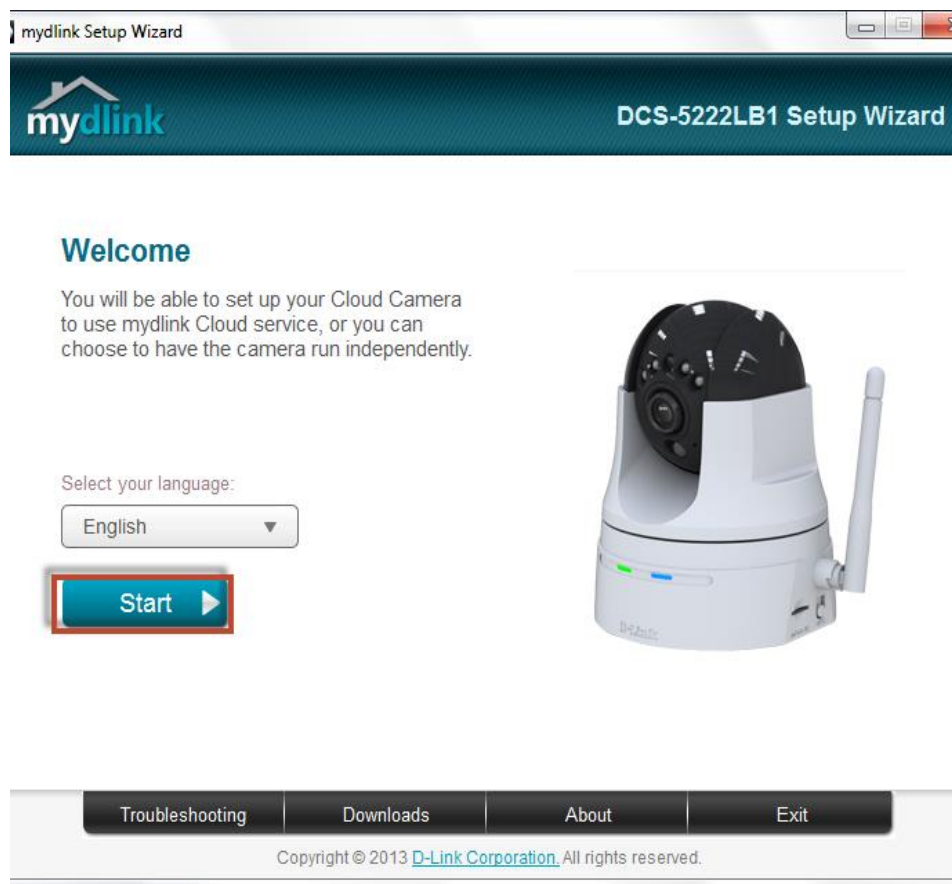 mydlink Setup Wizard
mydlink
DCS-5222LB1 Setup Wizard
Welcome
You will be able to set up your Cloud Camera
to use mydlink Cloud service, or you can
choose to have the camera run independently.
Select your language:
English
Start
D-Link
Troubleshooting Downloads About Exit
Copyright © 2013 D-Link Corporation. All rights reserved.